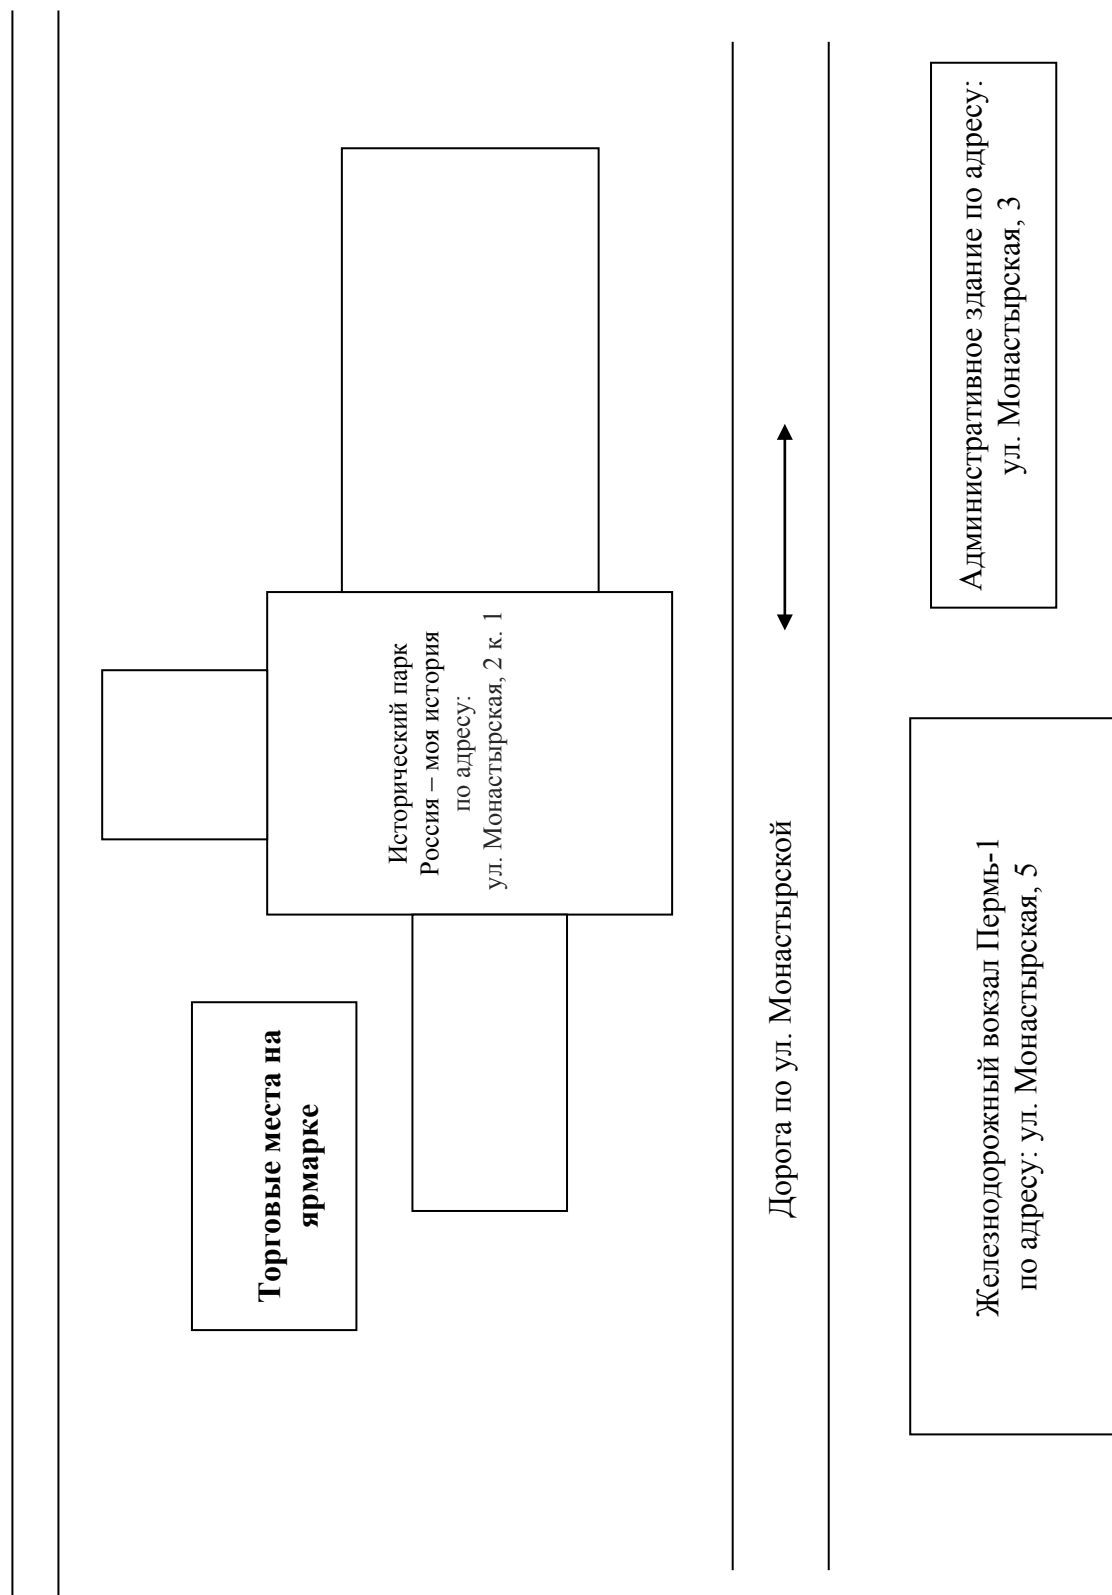 Торговые места на
ярмарке
Исторический парк
Россия – моя история
по адресу:
ул. Монастырская, 2 к. 1
Дорога по ул. Монастырской
Железнодорожный вокзал Пермь-1
по адресу: ул. Монастырская, 5
Административное здание по адресу:
ул. Монастырская, 3